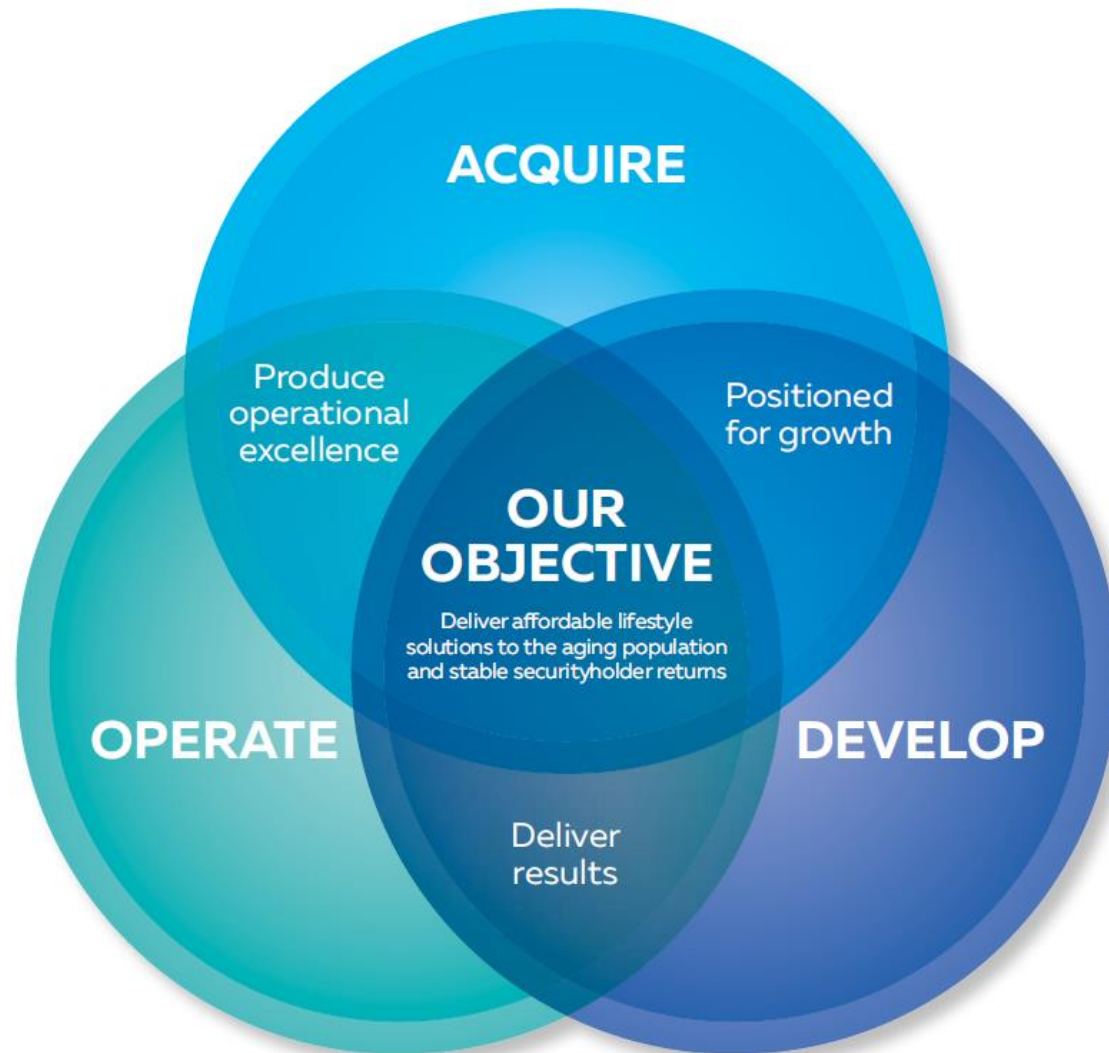 ACQUIRE
Produce
operational
excellence
Positioned
for growth
OUR
OBJECTIVE
Deliver affordable lifestyle
solutions to the aging population
and stable securityholder returns
OPERATE
DEVELOP
Deliver
results